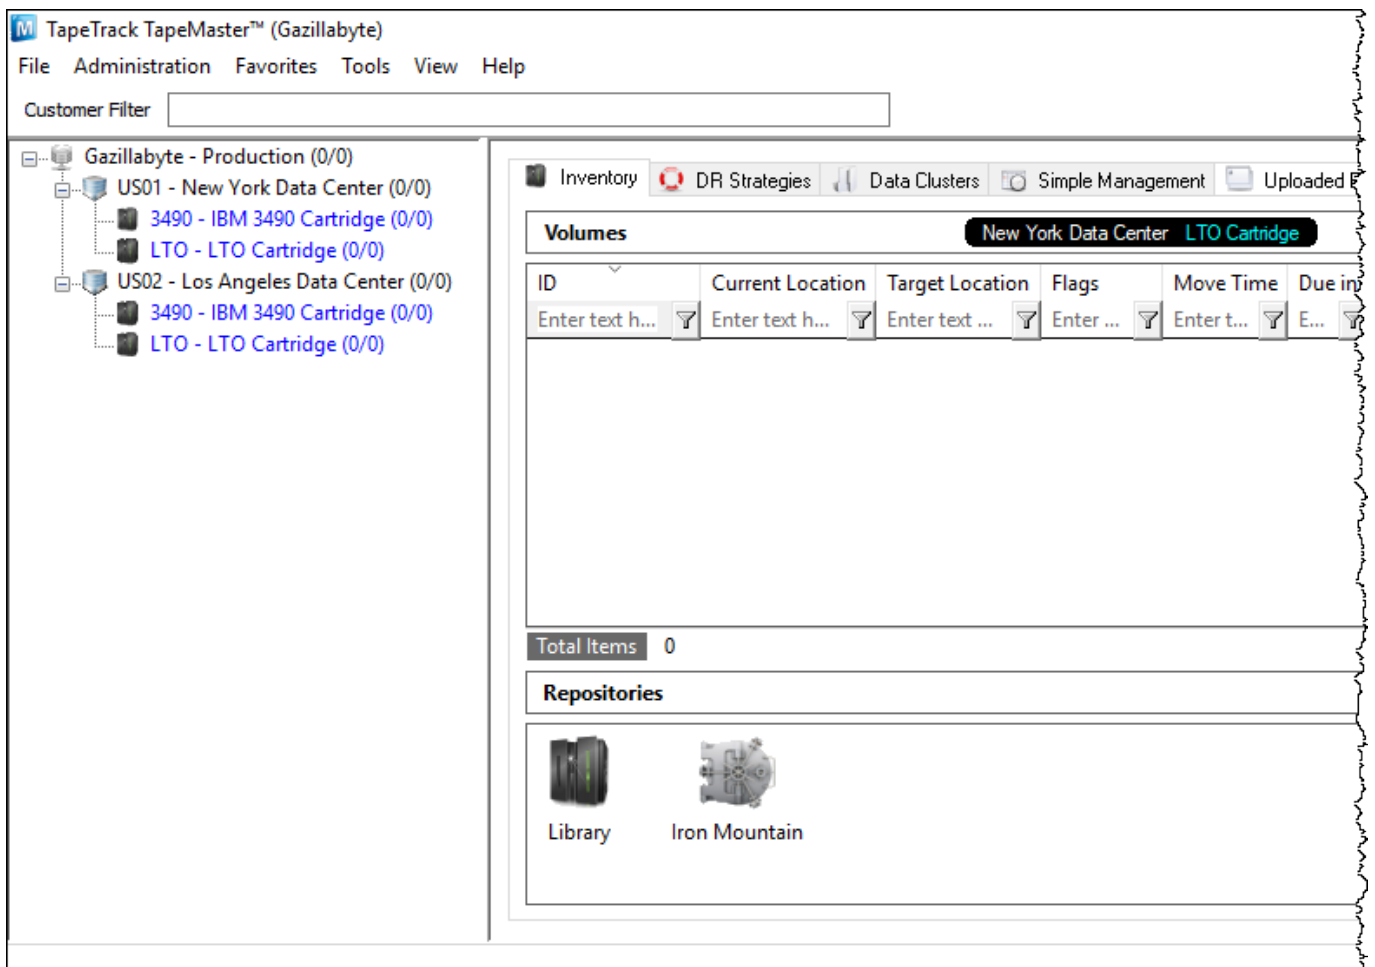 TapeTrack TapeMaster™ (Gazillabyte)
File Administration Favorites Tools View Help
Customer Filter
Gazillabyte - Production (0/0)
US01 - New York Data Center (0/0)
3490 - IBM 3490 Cartridge (0/0)
LTO - LTO Cartridge (0/0)
US02 - Los Angeles Data Center (0/0)
3490 - IBM 3490 Cartridge (0/0)
LTO - LTO Cartridge (0/0)
Inventory DR Strategies Data Clusters Simple Management Uploaded
Volumes New York Data Center LTO Cartridge
ID Current Location Target Location Flags Move Time Due in
Enter text h... Enter text h... Enter text ... Enter ... Enter t... E...
Total Items 0
Repositories
Library Iron Mountain